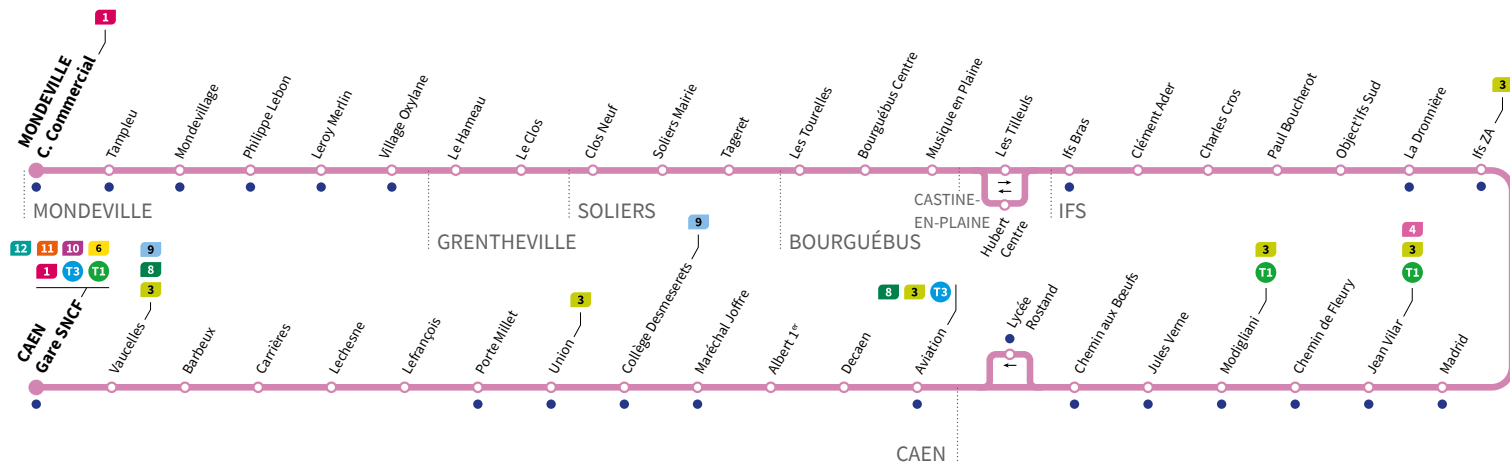 1
MONDEVILLE
C. Commercial
Tampleu
Mondevillage
Philippe Lebon
Leroy Merlin
Village Oxylane
Le Hameau
Le Clos
Clos Neuf
Soliers Mairie
Tageret
Les Tourelles
Bourguébus Centre
Musique en Plaine
Les Tilleuls
Hubert
Centre
Ifs Bras
Clément Ader
Charles Cros
Paul Boucherot
Object'Ifs Sud
La Dronnière
Ifs ZA
3
MONDEVILLE
GRENTHEVILLE
SOLIERS
BOURGUÉBUS
CASTINE-
EN-PLAINE
IFS
12 11 10 6
1 T3 T1
CAEN
Gare SNCF
9
8
3
Vaucelles
Barbeux
Carrières
Lechesne
Lefrançois
Porte Millet
3
Union
9
Collège Desmeserets
Maréchal Joffre
Albert 1er
Decaen
8 3 T3
Aviation
Lycée
Rostand
Chemin aux Bœufs
Jules Verne
3
T1
Modigliani
Chemin de Fleury
4
3
T1
Jean Vilar
Madrid
CAEN